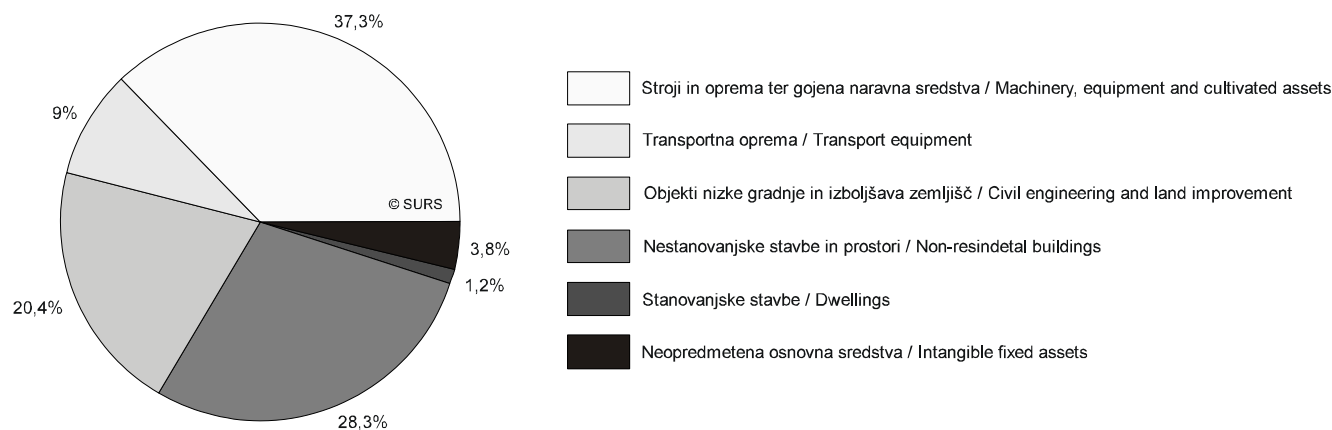 37,3%
9%
© SURS
3,8%
1,2%
20,4%
28,3%
Stroji in oprema ter gojena naravna sredstva / Machinery, equipment and cultivated assets
Transportna oprema / Transport equipment
Objekti nizke gradnje in izboljšava zemljišč / Civil engineering and land improvement
Nestanovanjske stavbe in prostori / Non-resindetal buildings
Stanovanjske stavbe / Dwellings
Neopredmetena osnovna sredstva / Intangible fixed assets